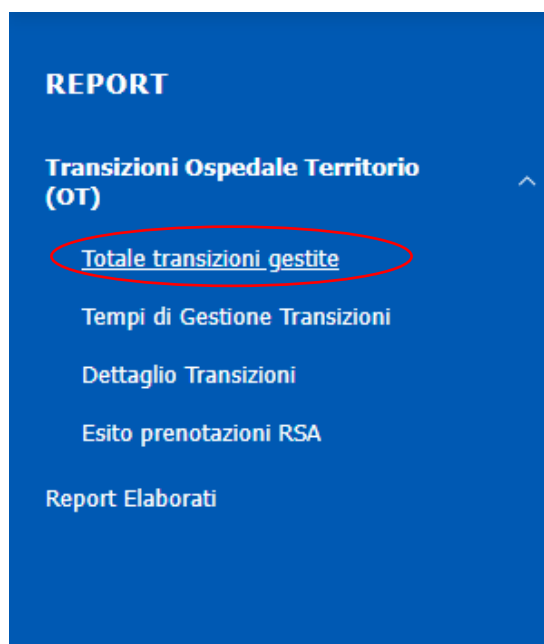 REPORT
Transizioni Ospedale Territorio
(OT)
Totale transizioni gestite
Tempi di Gestione Transizioni
Dettaglio Transizioni
Esito prenotazioni RSA
Report Elaborati